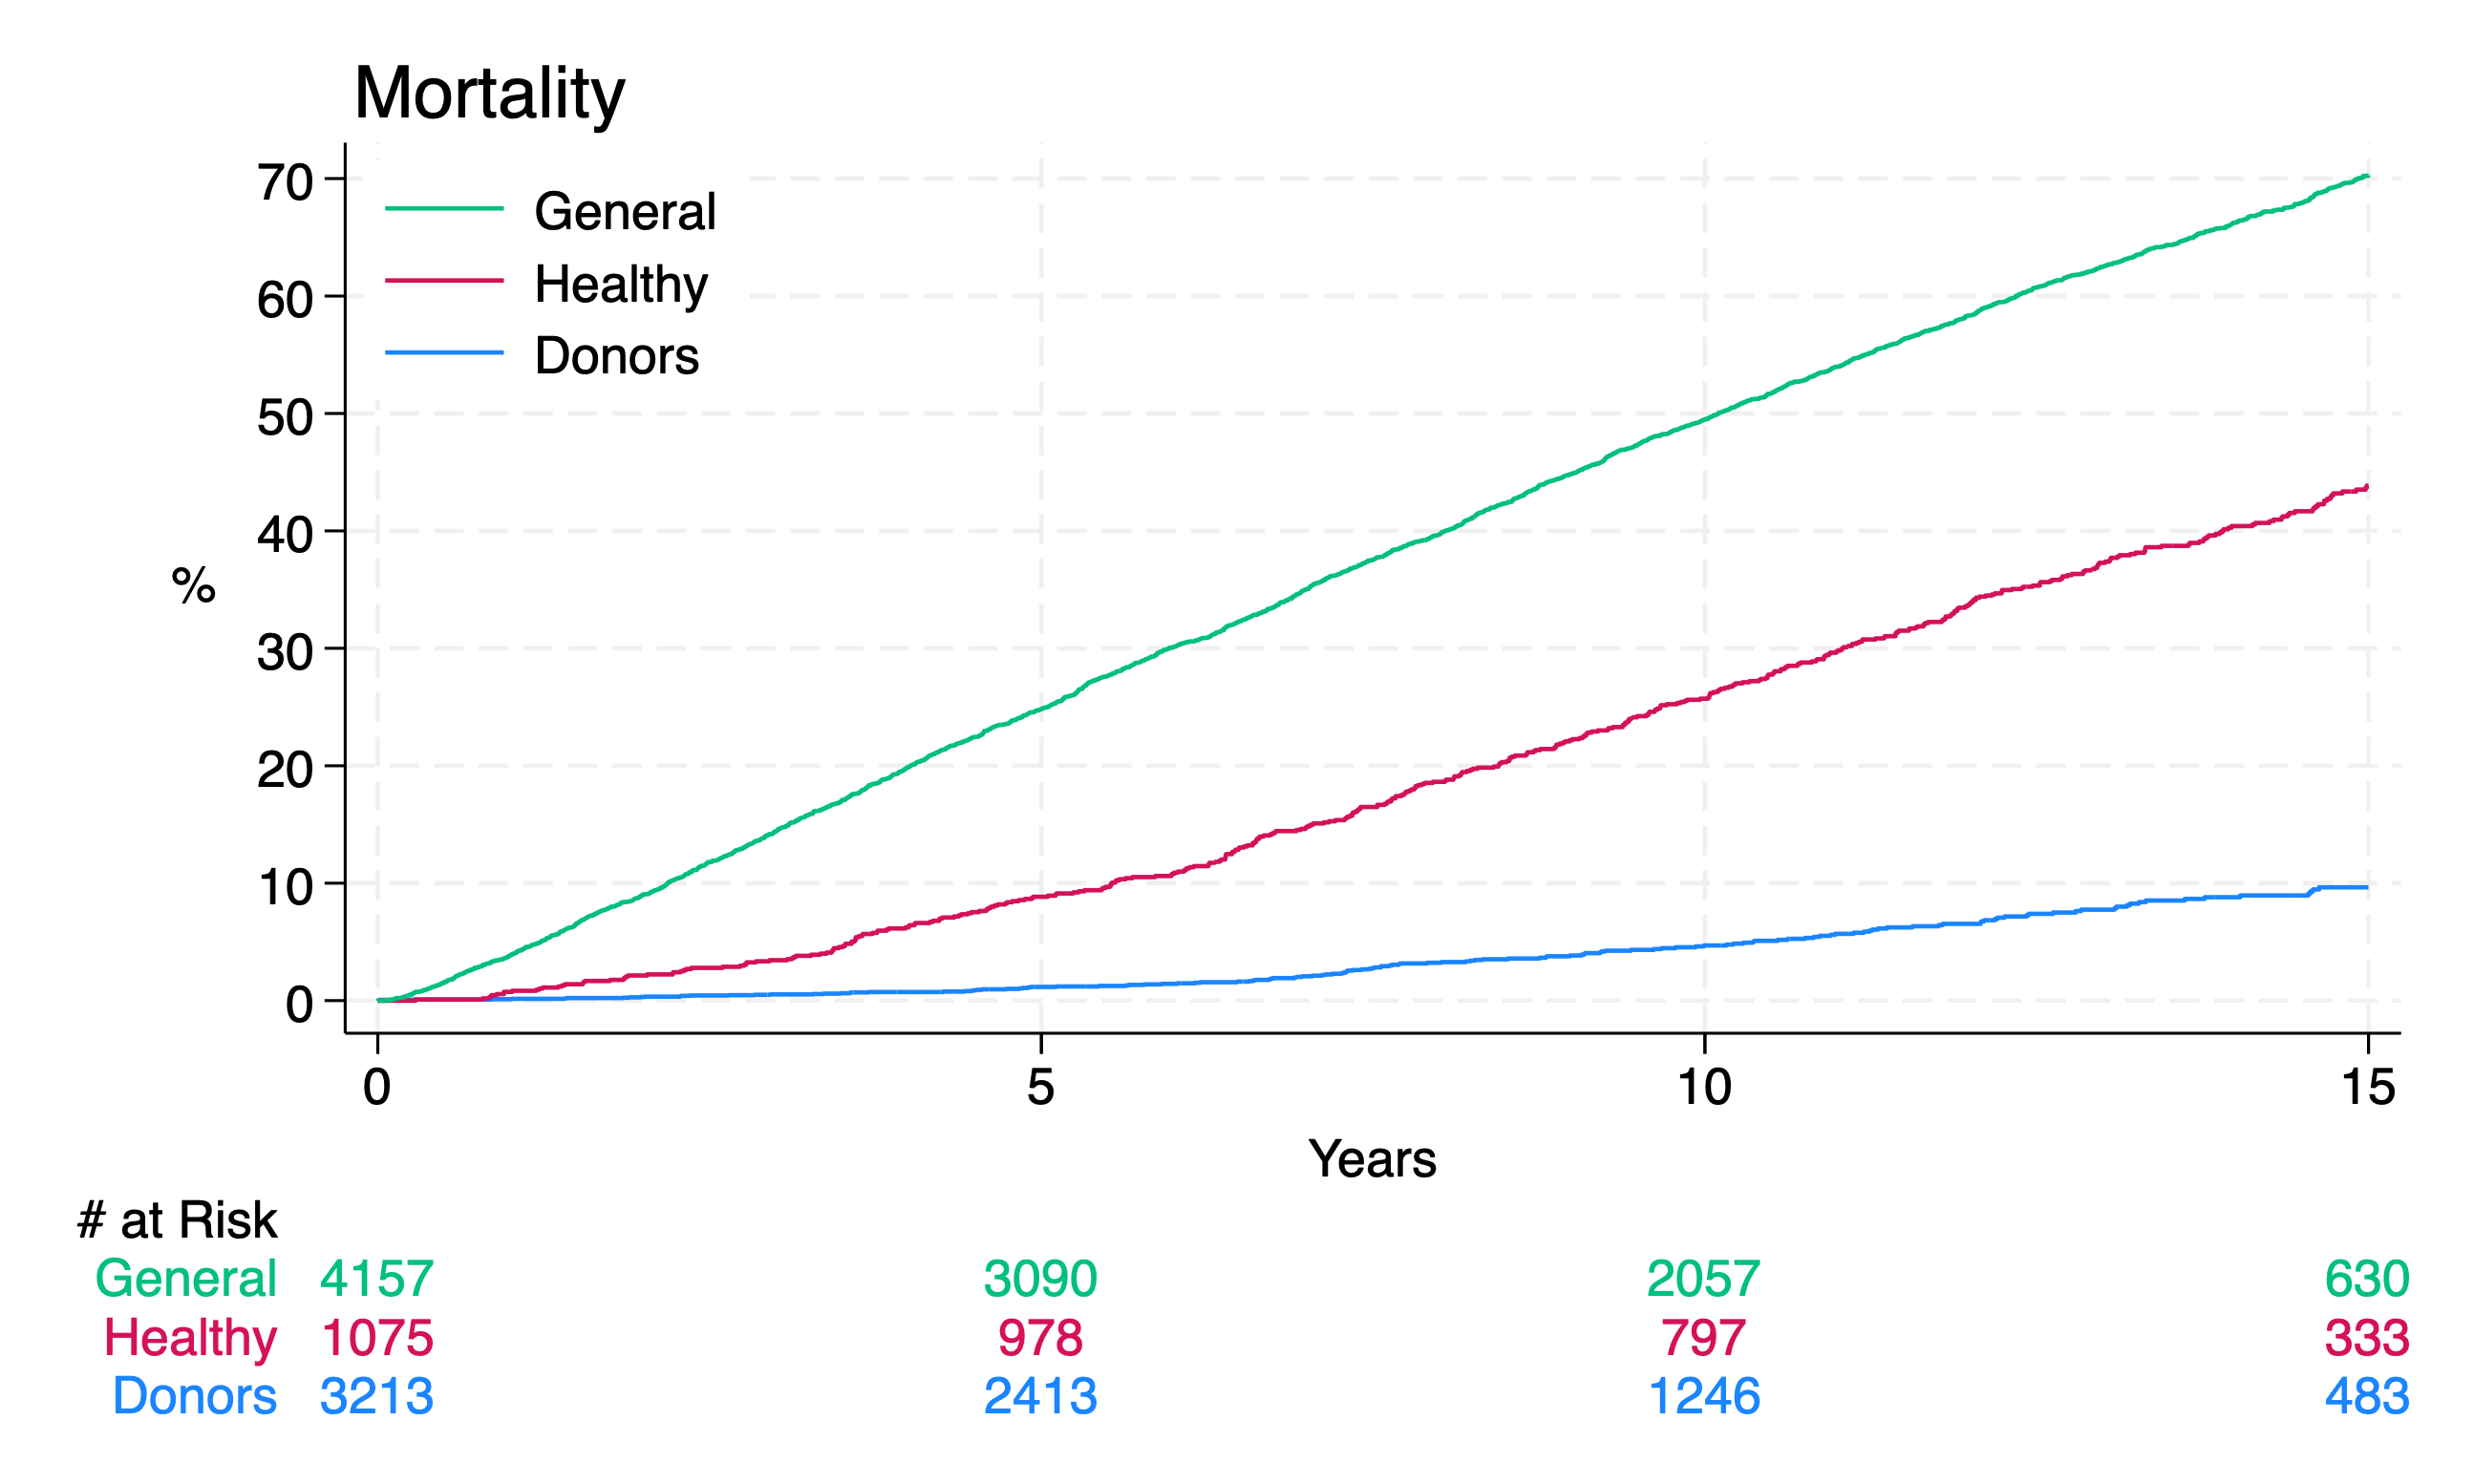 Mortality
70
60
50
40
30
20
10
0
%
General
Healthy
Donors
0 5 10 15
Years
# at Risk
General 4157 3090 2057 630
Healthy 1075 978 797 333
Donors 3213 2413 1246 483